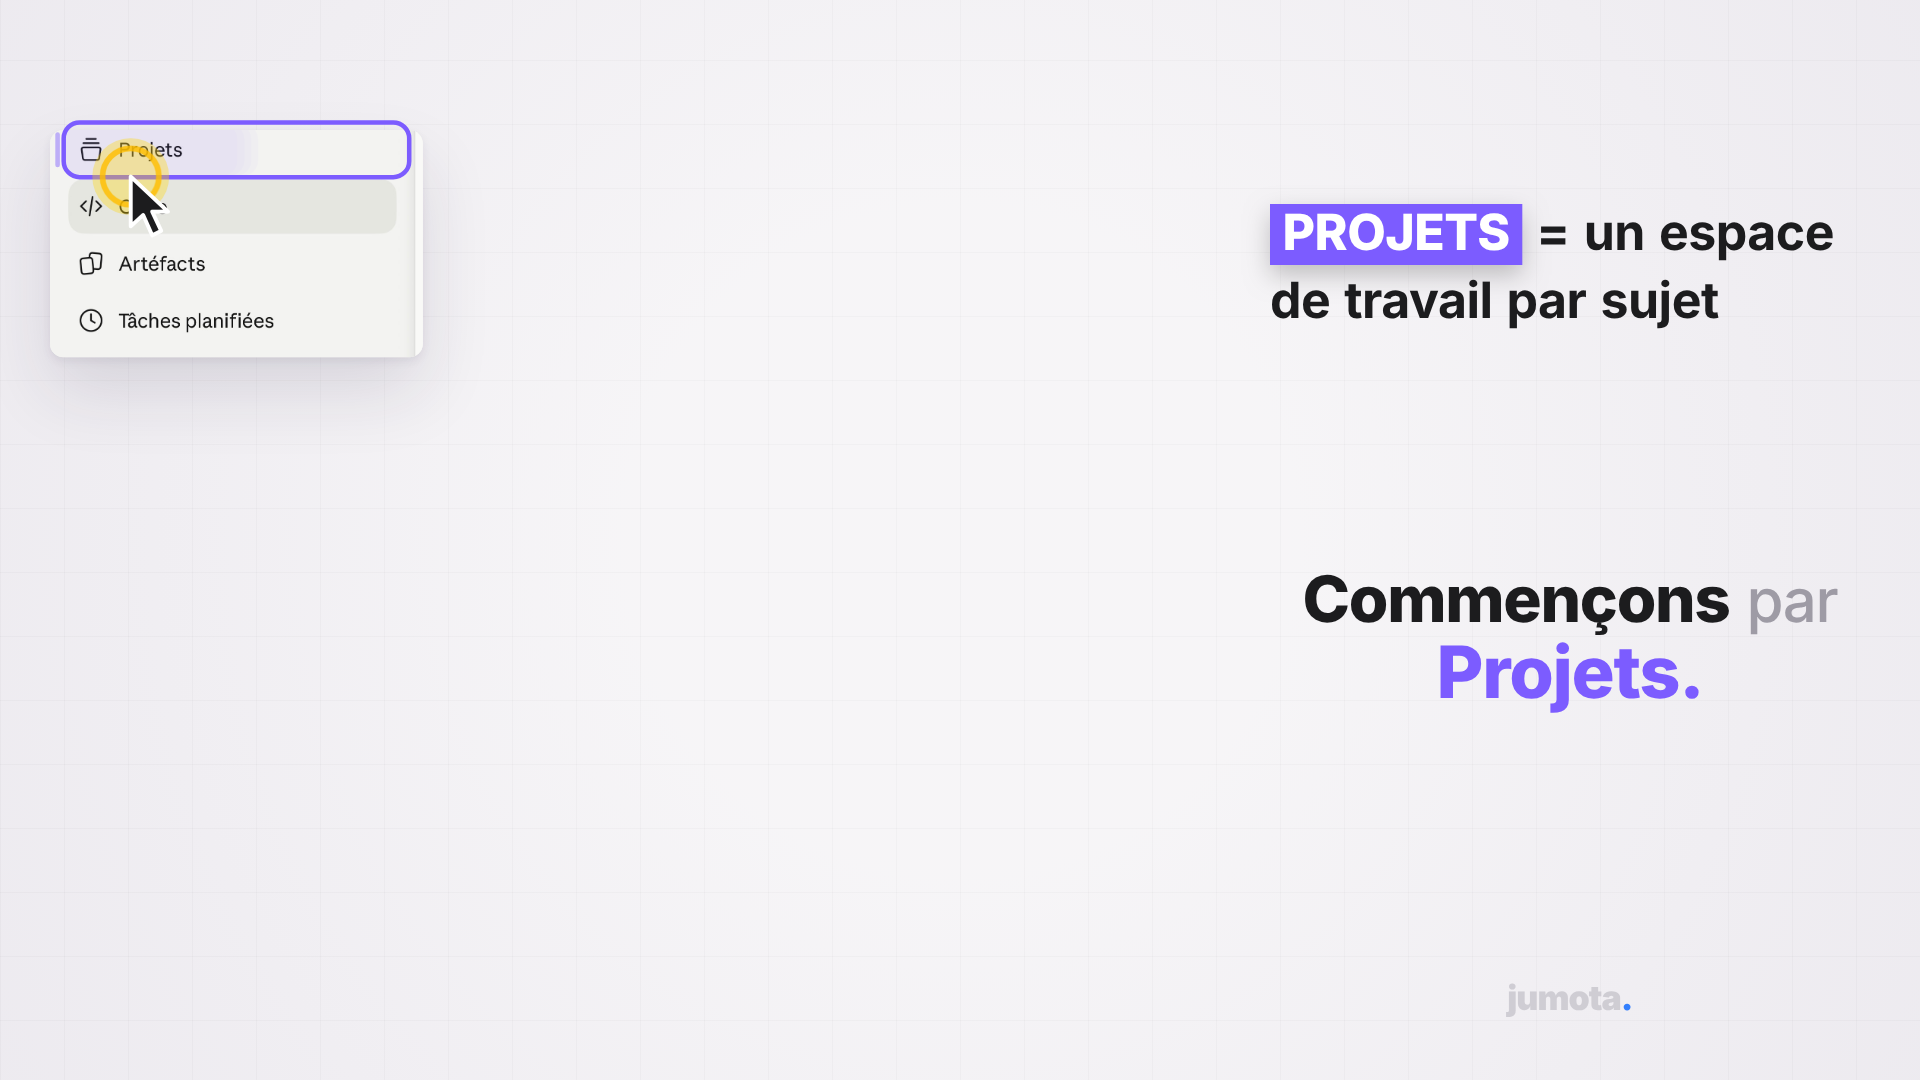 Projets
Artéfacts
Tâches planifiées
PROJETS = un espace
de travail par sujet
Commençons par
Projets.
jumota.